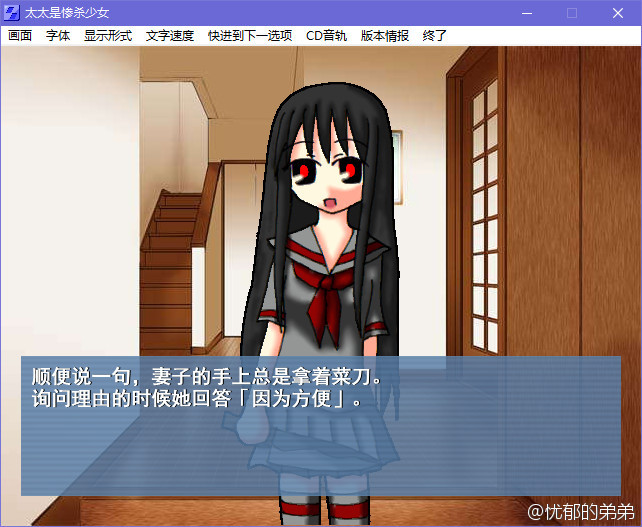 太太是惨杀少女
画面 字体 显示形式 文字速度 快进到下一选项 CD音轨 版本情报 终了
顺便说一句，妻子的手上总是拿着菜刀。
询问理由的时候她回答「因为方便」。
@忧郁的弟弟